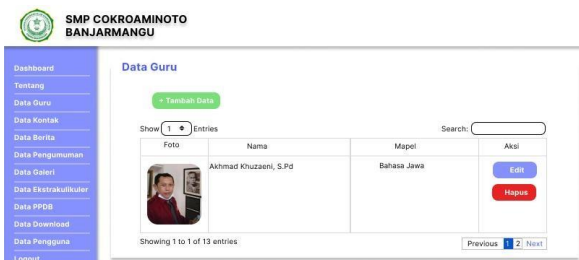 SMP COKROAMINOTO
BANJARMANGU
Dashboard
Tentang
Data Guru
Data Kontak
Data Berita
Data Pengumuman
Data Galeri
Data Ekstrakulikuler
Data PPDB
Data Download
Data Pengguna
Logout
Data Guru
+ Tambah Data
Show 1 Entries
Search:
Foto Nama Mapel Aksi
Akhmad Khuzaeni, S.Pd Bahasa Jawa Edit
Hapus
Showing 1 to 1 of 13 entries
Previous 1 2 Next